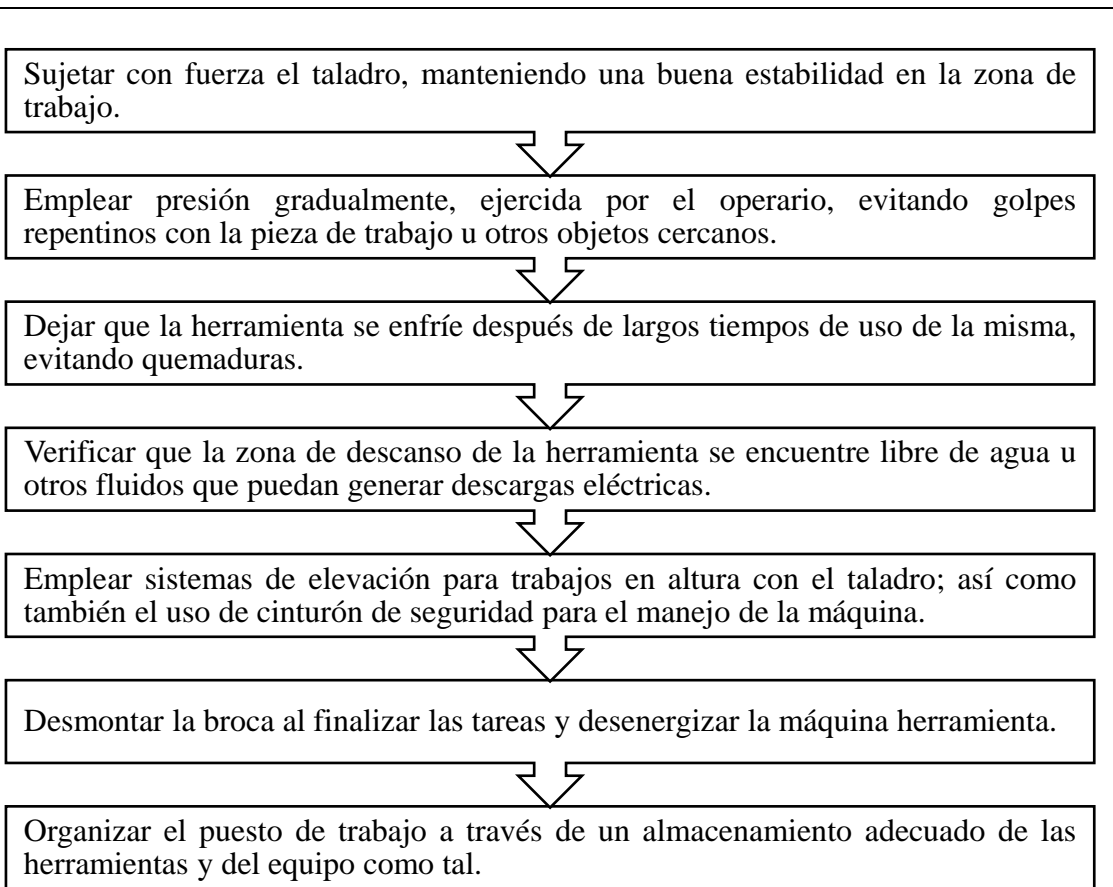 Sujetar con fuerza el taladro, manteniendo una buena estabilidad en la zona de
trabajo.
Emplear presión gradualmente, ejercida por el operario, evitando golpes
repentinos con la pieza de trabajo u otros objetos cercanos.
Dejar que la herramienta se enfríe después de largos tiempos de uso de la misma,
evitando quemaduras.
Verificar que la zona de descanso de la herramienta se encuentre libre de agua u
otros fluidos que puedan generar descargas eléctricas.
Emplear sistemas de elevación para trabajos en altura con el taladro; así como
también el uso de cinturón de seguridad para el manejo de la máquina.
Desmontar la broca al finalizar las tareas y desenergizar la máquina herramienta.
Organizar el puesto de trabajo a través de un almacenamiento adecuado de las
herramientas y del equipo como tal.